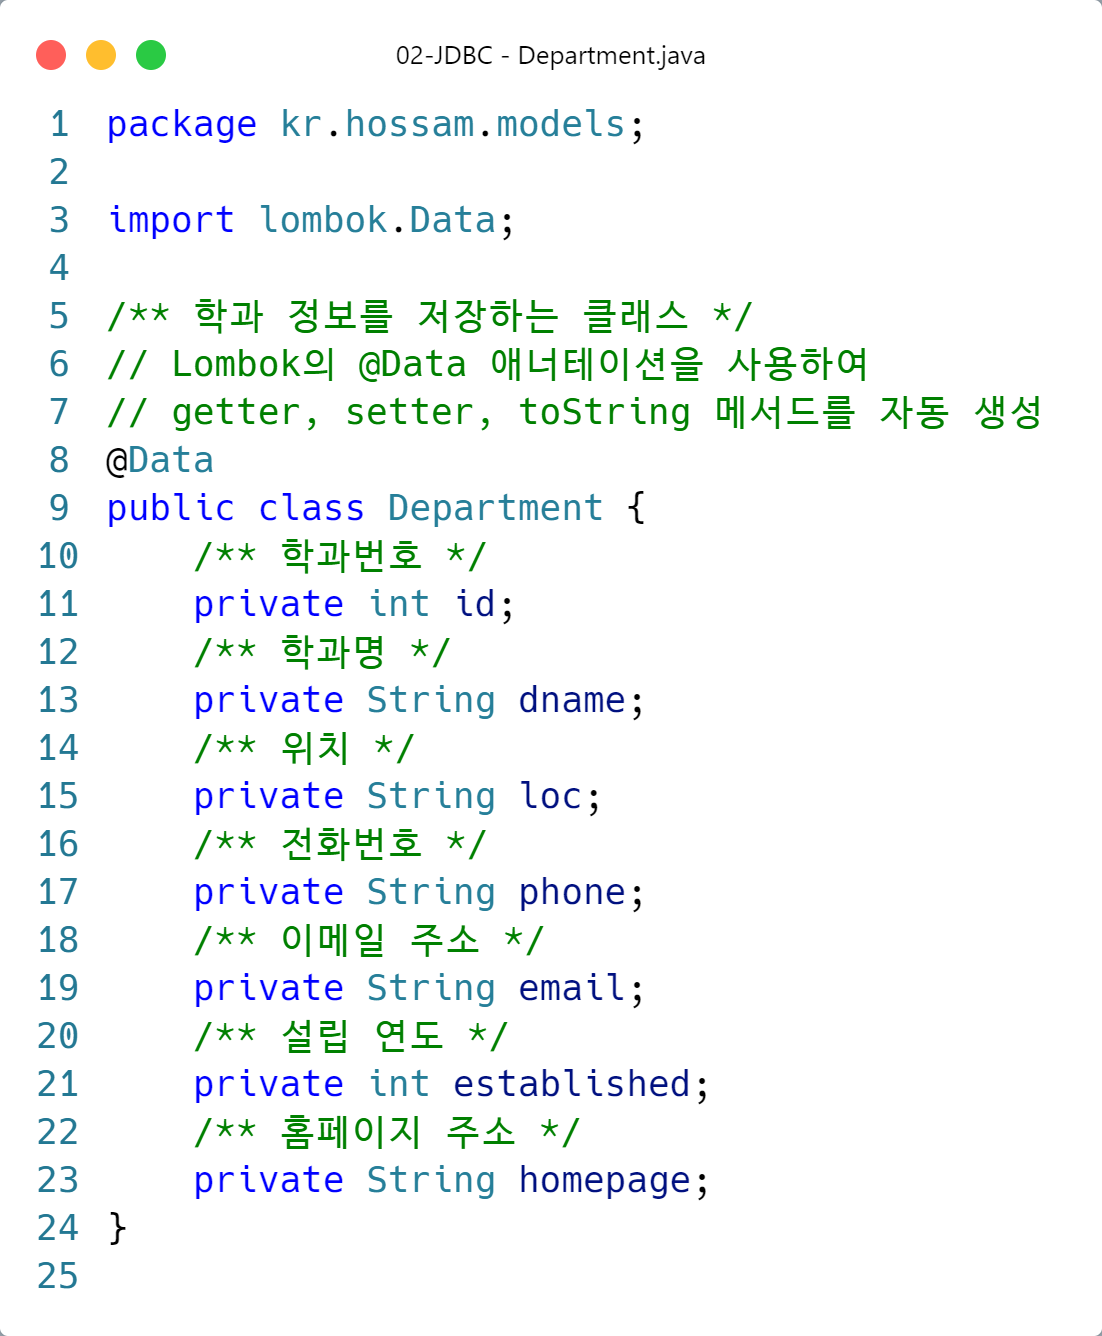 02-JDBC - Department.java
1 package kr.hossam.models;
2
3 import lombok.Data;
4
5 /** 학과 정보를 저장하는 클래스 */
6 // Lombok의 @Data 애너테이션을 사용하여
7 // getter, setter, toString 메서드를 자동 생성
8 @Data
9 public class Department {
10     /** 학과번호 */
11     private int id;
12     /** 학과명 */
13     private String dname;
14     /** 위치 */
15     private String loc;
16     /** 전화번호 */
17     private String phone;
18     /** 이메일 주소 */
19     private String email;
20     /** 설립 연도 */
21     private int established;
22     /** 홈페이지 주소 */
23     private String homepage;
24 }
25